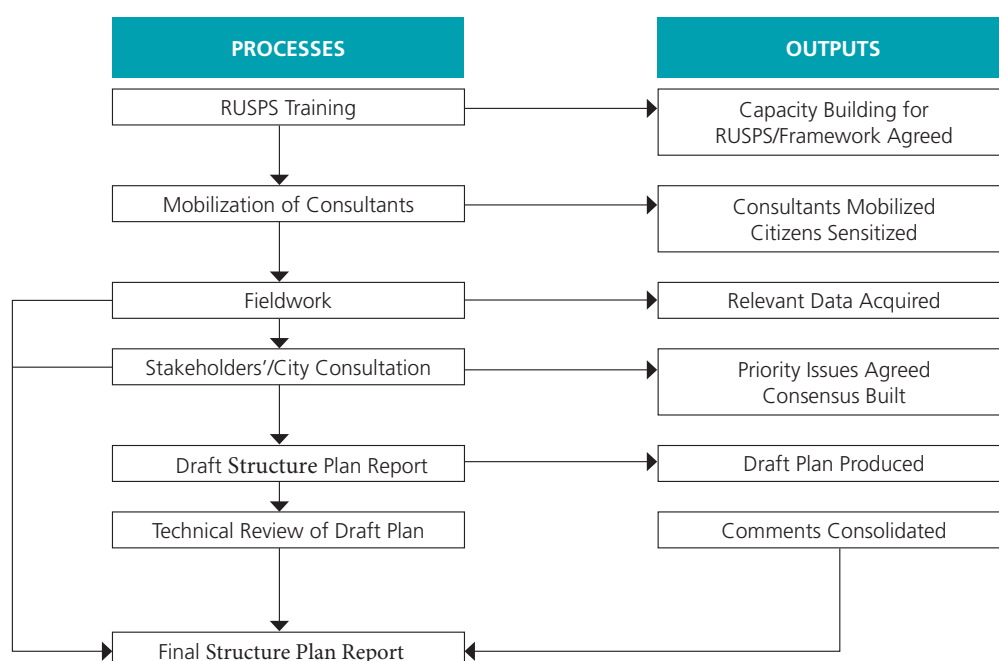 PROCESSES
OUTPUTS
RUSPS Training
Capacity Building for
RUSPS/Framework Agreed
Mobilization of Consultants
Consultants Mobilized
Citizens Sensitized
Fieldwork
Relevant Data Acquired
Stakeholders’/City Consultation
Priority Issues Agreed
Consensus Built
Draft Structure Plan Report
Draft Plan Produced
Technical Review of Draft Plan
Comments Consolidated
Final Structure Plan Report